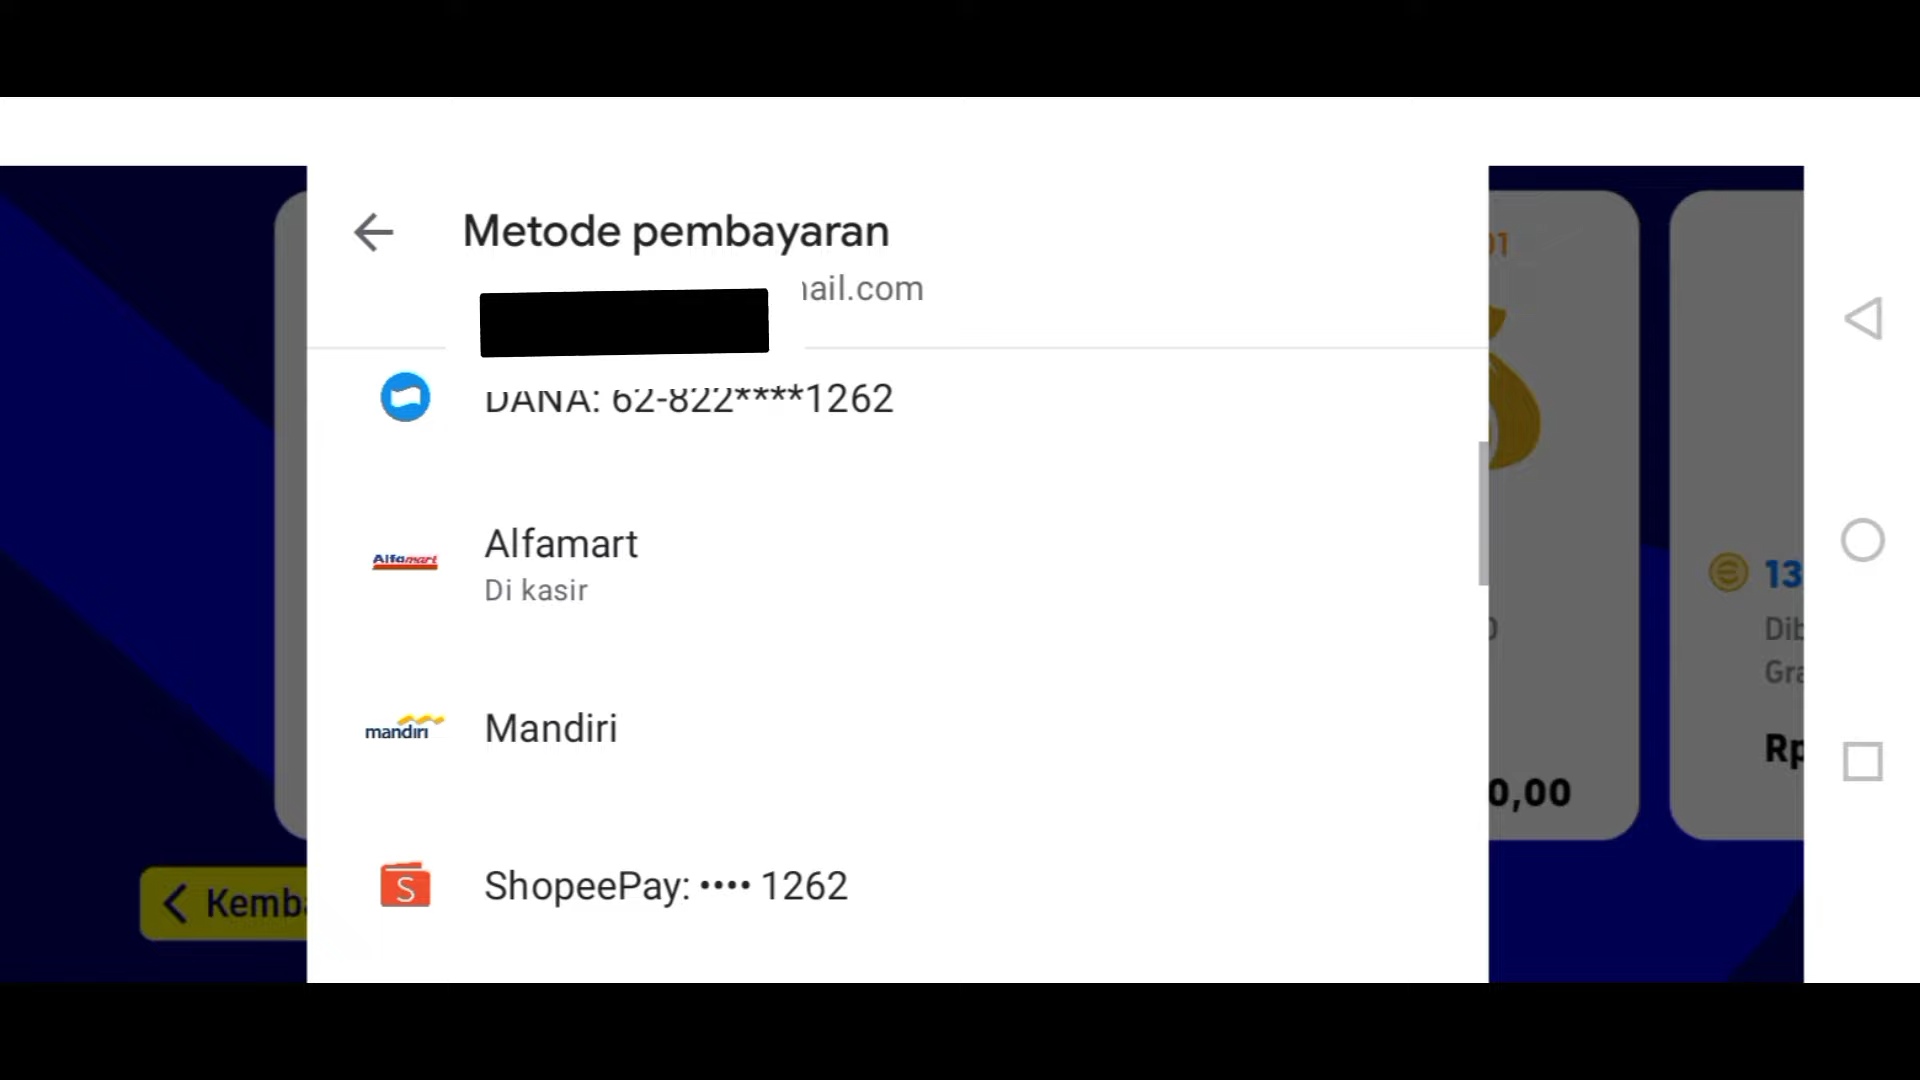 Metode pembayaran
ail.com
DANA: 62-822****1262
Alfamart
Alfamart
Di kasir
mandiri
Mandiri
S
ShopeePay: •••• 1262
Kemb
01
0,00
13
Dib
Gra
Rp